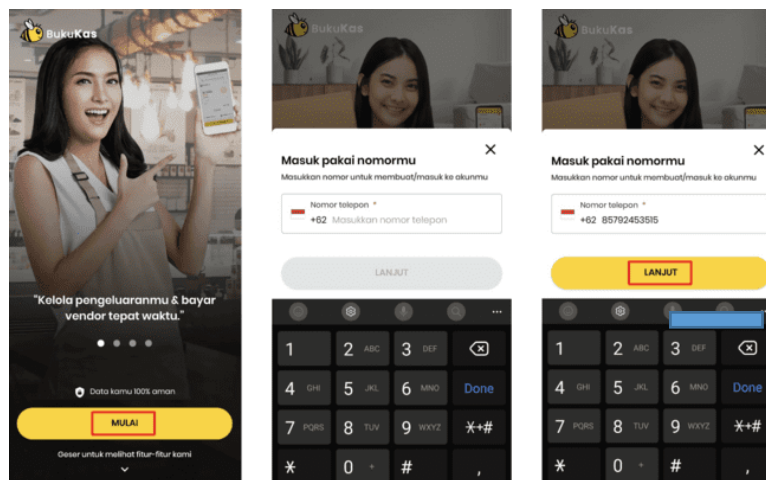 BukuKas
"Kelola pengeluaranmu & bayar
vendor tepat waktu."
Data kamu 100% aman
MULAI
Geser untuk melihat fitur-fitur kami
BukuKas
Masuk pakai nomormu
Masukkan nomor untuk membuat/masuk ke akunmu
Nomor telepon *
+62 Masukkan nomor telepon
LANJUT
1
2 ABC
3 DEF
4 GHI
5 JKL
6 MNO
Done
7 PQRS
8 TUV
9 WXYZ
*+#
*
0 +
#
,
BukuKas
Masuk pakai nomormu
Masukkan nomor untuk membuat/masuk ke akunmu
Nomor telepon *
+62 85792453515
LANJUT
1
2 ABC
3 DEF
4 GHI
5 JKL
6 MNO
Done
7 PQRS
8 TUV
9 WXYZ
*+#
*
0 +
#
,